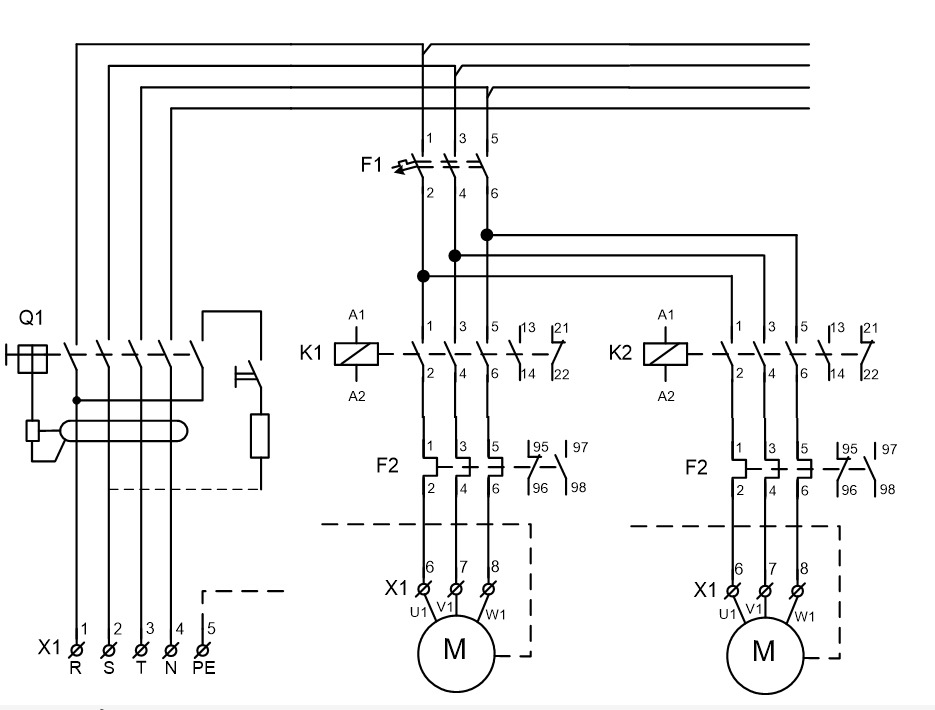 1 3 5
F1
2 4 6
Q1
A1 1 3 5 13 21
K1
2 4 6 14 22
A2
A1 1 3 5 13 21
K2
2 4 6 14 22
A2
1 3 5 95 97
F2
2 4 6 96 98
1 3 5 95 97
F2
2 4 6 96 98
6 7 8
X1
U1 V1 W1
M
6 7 8
X1
U1 V1 W1
M
1 2 3 4 5
X1
R S T N PE